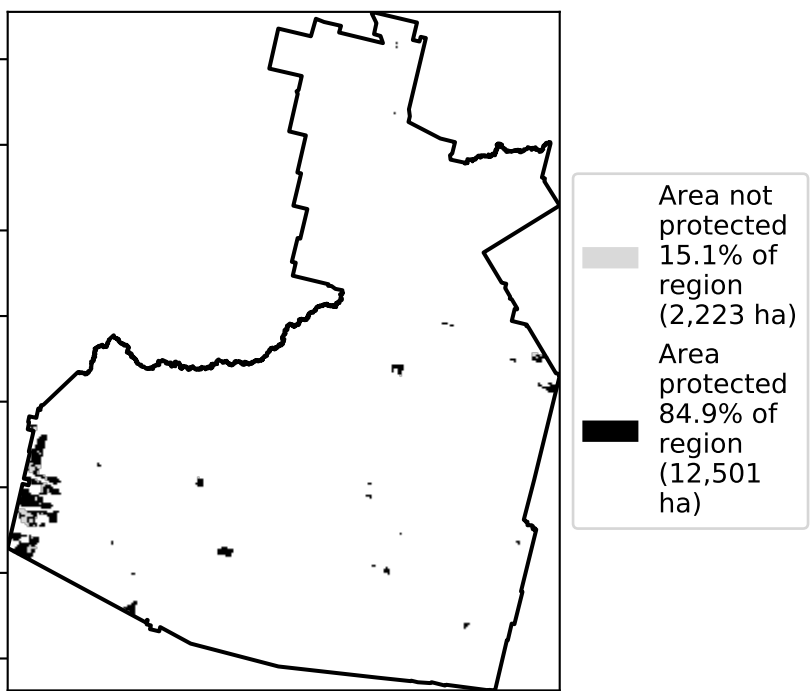 Area not
protected
15.1% of
region
(2,223 ha)
Area
protected
84.9% of
region
(12,501
ha)